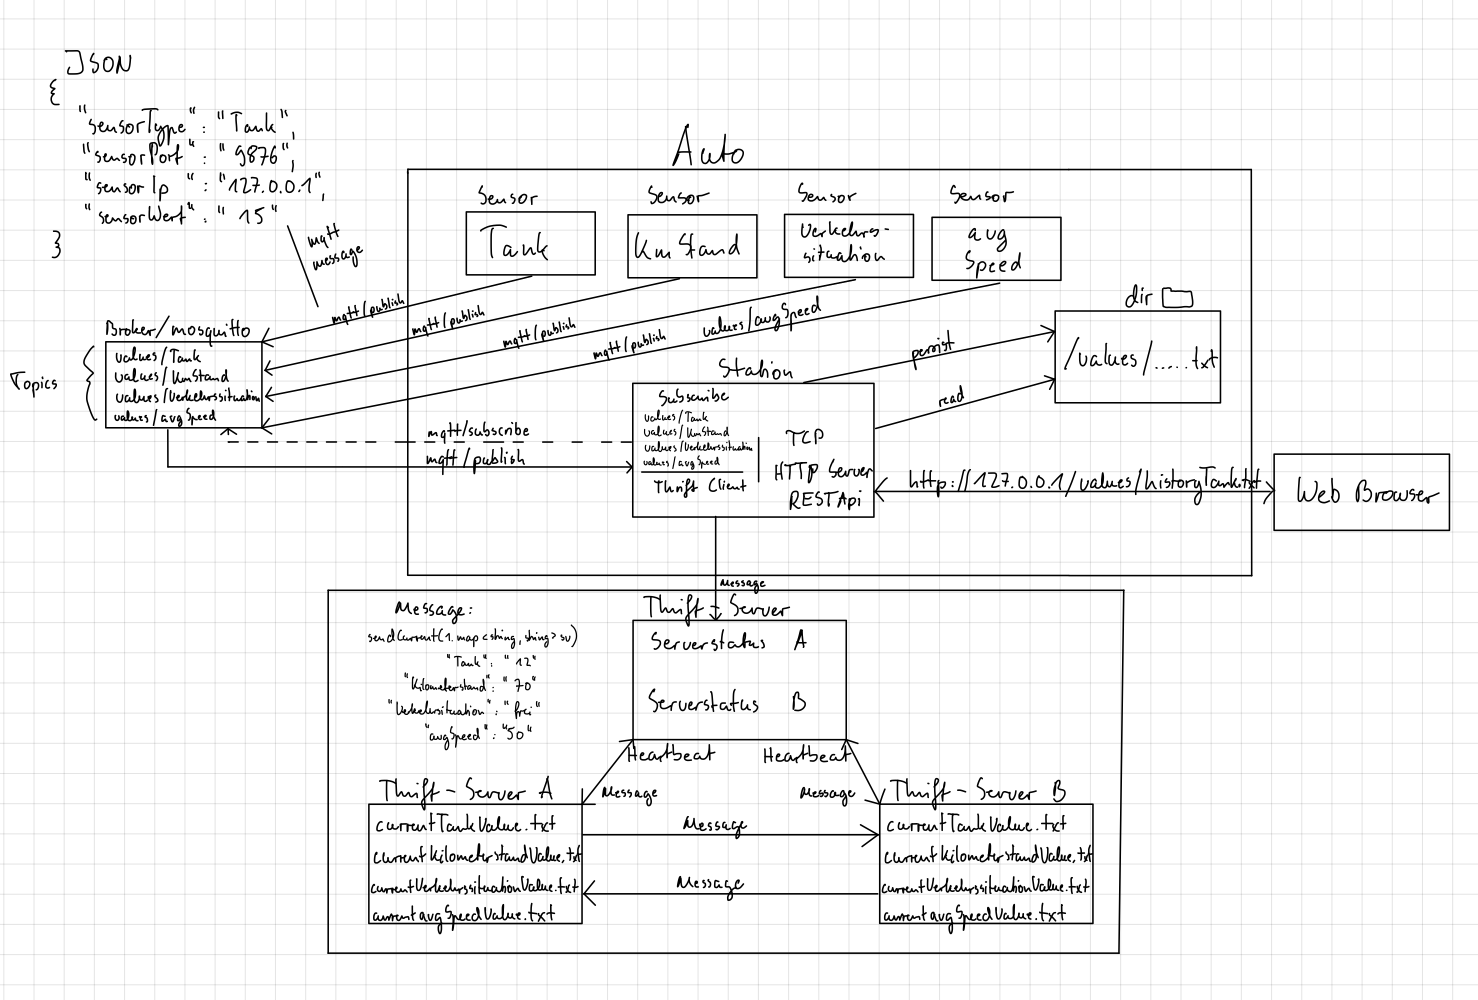 JSON
{
"sensorType" : "Tank",
"sensorPort" : "9876",
"sensorIp" : "127.0.0.1",
"sensorWert" : "15"
}
mqtt
message
Auto
Sensor
Tank
Sensor
Km Stand
Sensor
Verkehrs-
situation
Sensor
avg
Speed
mqtt/publish
mqtt/publish
mqtt/publish
mqtt/publish
values/avgSpeed
dir
/values/.....txt
persist
read
Broker/mosquitto
Topics
values/Tank
values/KmStand
values/Verkehrssituation
values/avgSpeed
mqtt/subscribe
mqtt/publish
Station
Subscribe
values/Tank
values/KmStand
values/Verkehrssituation
values/avgSpeed
Thrift Client
TCP
HTTP Server
RESTApi
http://127.0.0.1/values/historyTank.txt
Web Browser
Message
Message:
sendCurrent(1.map<string, string> sv)
"Tank": "12"
"Kilometerstand": "70"
"Verkehrsituation": "frei"
"avgSpeed": "50"
Thrift-Server
Serverstatus A
Serverstatus B
Heartbeat
Heartbeat
Message
Message
Thrift-Server A
currentTankValue.txt
currentKilometerstandValue.txt
currentVerkehrssituationValue.txt
currentavgSpeedValue.txt
Message
Message
Thrift-Server B
currentTankValue.txt
currentKilometerstandValue.txt
currentVerkehrssituationValue.txt
currentavgSpeedValue.txt